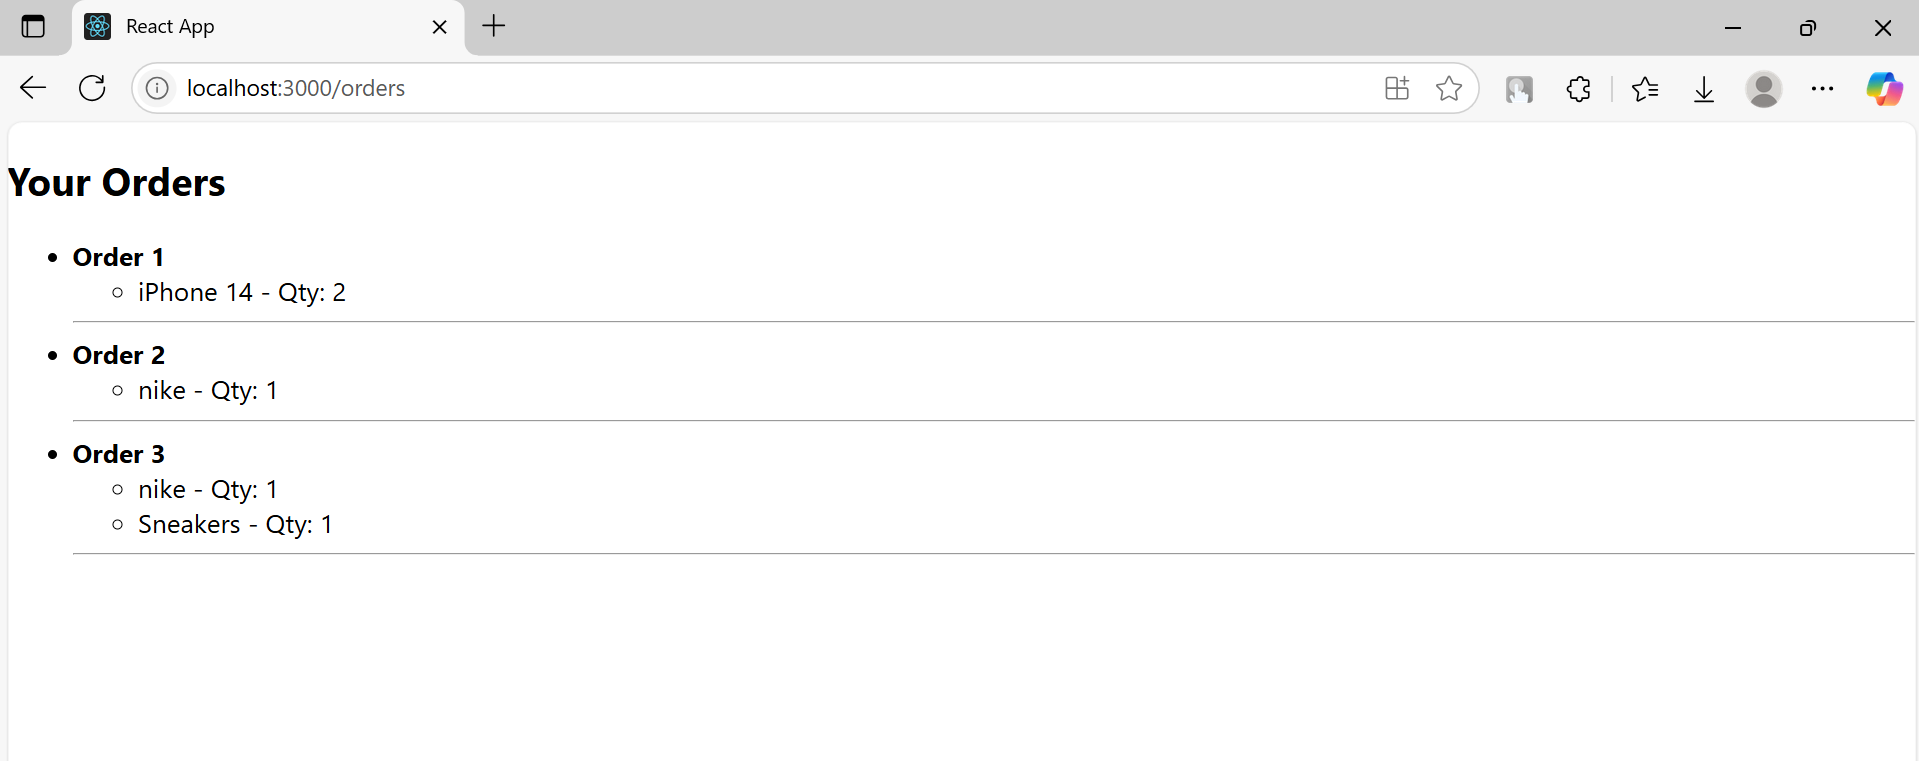 React App
localhost:3000/orders
Your Orders
Order 1
iPhone 14 - Qty: 2
Order 2
nike - Qty: 1
Order 3
nike - Qty: 1
Sneakers - Qty: 1